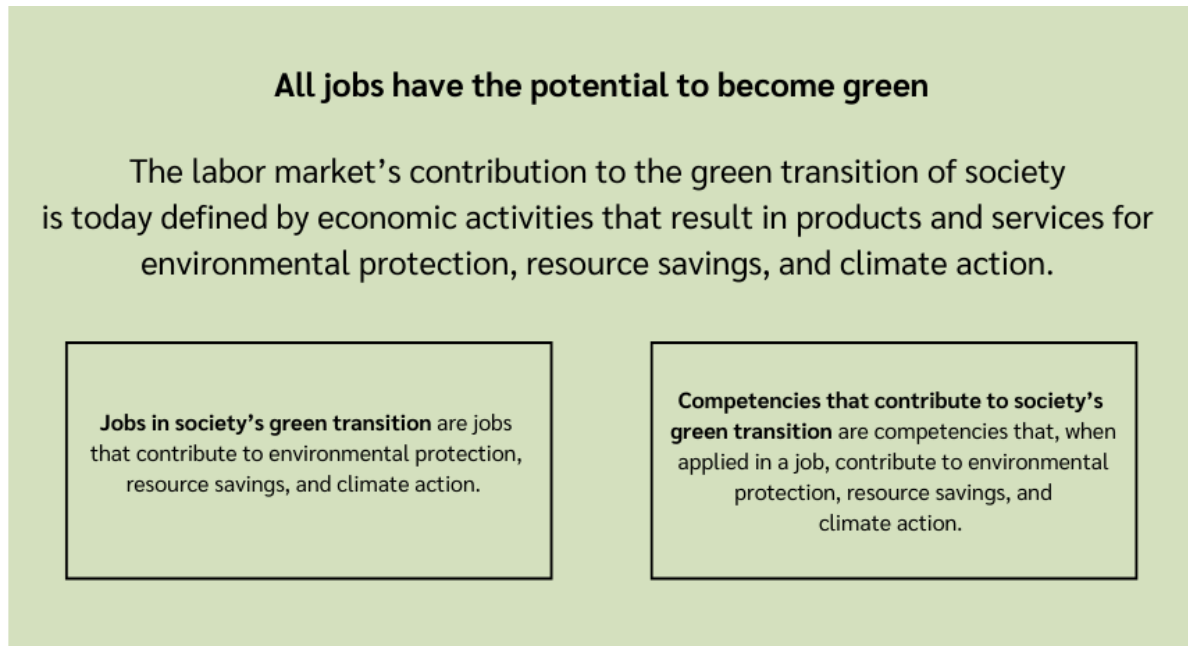 All jobs have the potential to become green
The labor market’s contribution to the green transition of society
is today defined by economic activities that result in products and services for
environmental protection, resource savings, and climate action.
Jobs in society’s green transition are jobs
that contribute to environmental protection,
resource savings, and climate action.
Competencies that contribute to society’s
green transition are competencies that, when
applied in a job, contribute to environmental
protection, resource savings, and
climate action.